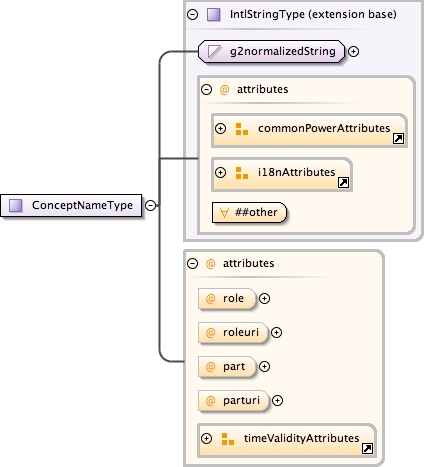 IntlStringType (extension base)
g2normalizedString
@ attributes
commonPowerAttributes
i18nAttributes
##other
ConceptNameType
@ attributes
@ role
@ roleuri
@ part
@ parturi
timeValidityAttributes